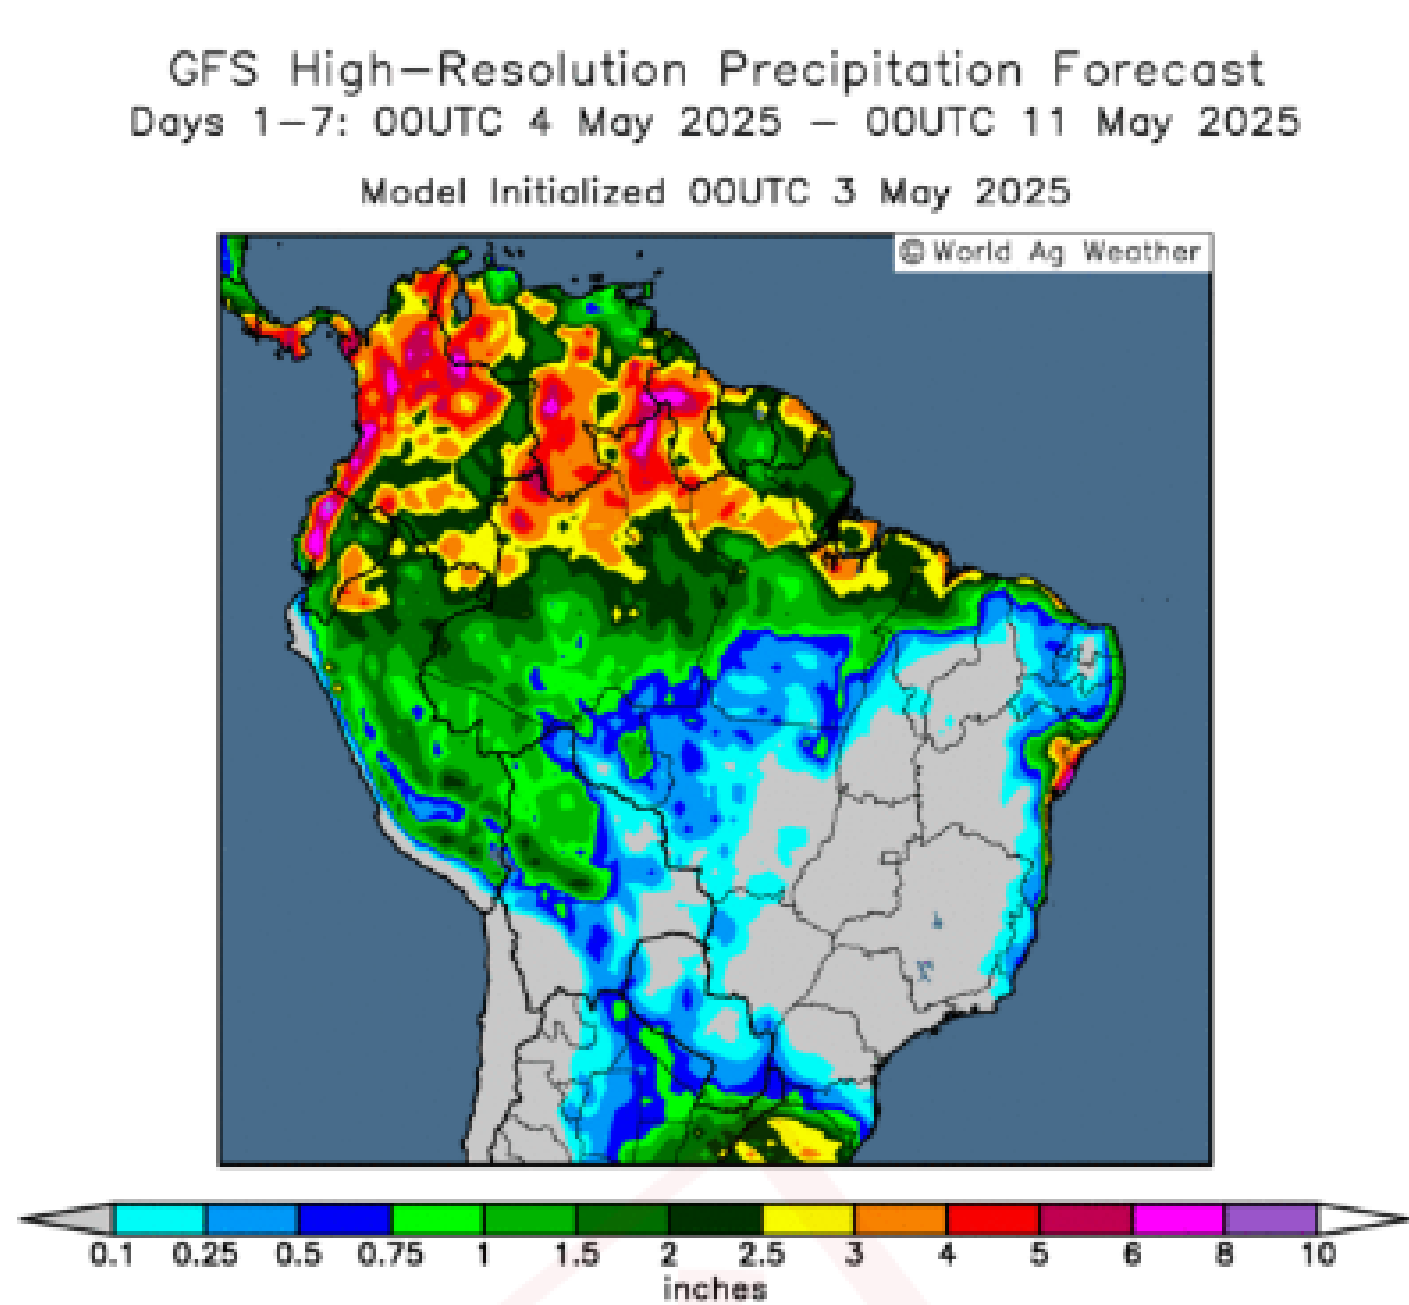 GFS High-Resolution Precipitation Forecast
Days 1-7: 00UTC 4 May 2025 - 00UTC 11 May 2025
Model Initialized 00UTC 3 May 2025
© World Ag Weather
0.1 0.25 0.5 0.75 1 1.5 2 2.5 3 4 5 6 8 10
inches